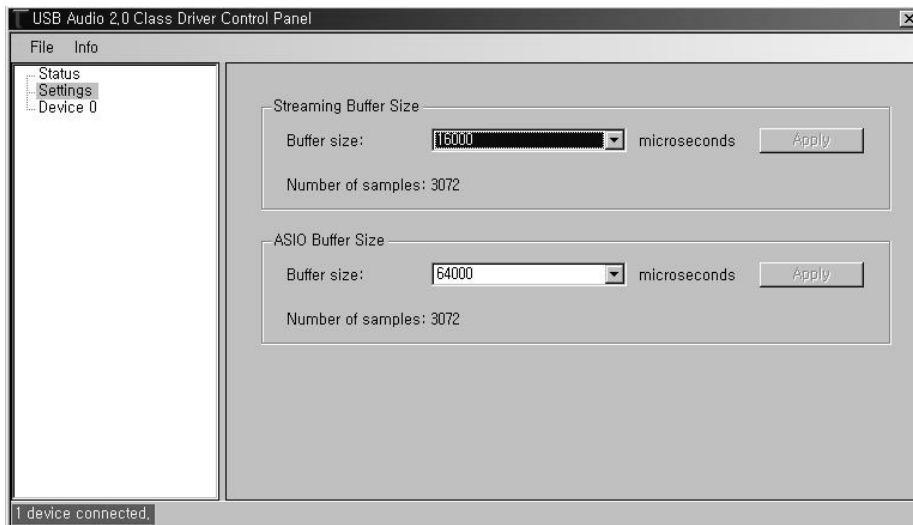 USB Audio 2.0 Class Driver Control Panel
File Info
Status
Settings
Device 0
Streaming Buffer Size
Buffer size: 16000 microseconds Apply
Number of samples: 3072
ASIO Buffer Size
Buffer size: 64000 microseconds Apply
Number of samples: 3072
1 device connected.